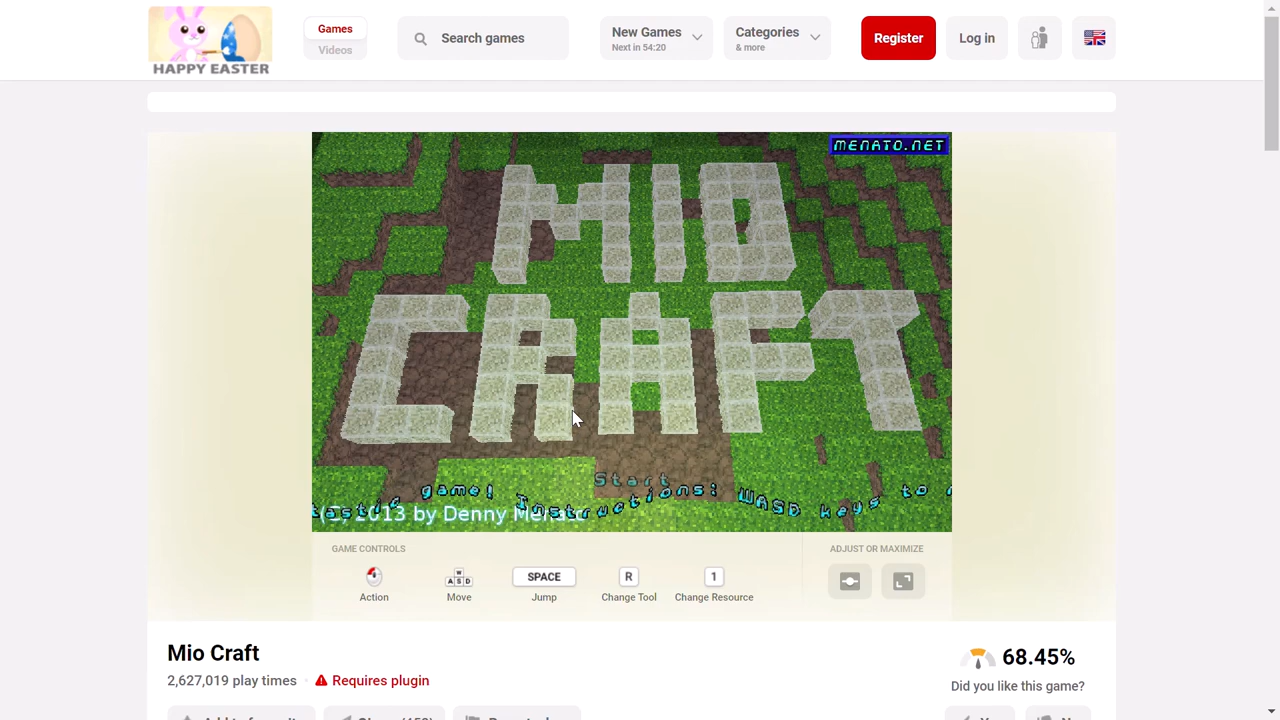 HAPPY EASTER
Games
Videos
Search games
New Games
Next in 54:20
Categories
& more
Register
Log in
MENATO.NET
MIO
CRAFT
Start
game! Instructions: WASD keys to
2013 by Denny Menato
GAME CONTROLS
ADJUST OR MAXIMIZE
W
A S D
SPACE
R
1
Action
Move
Jump
Change Tool
Change Resource
Mio Craft
68.45%
2,627,019 play times
Requires plugin
Did you like this game?